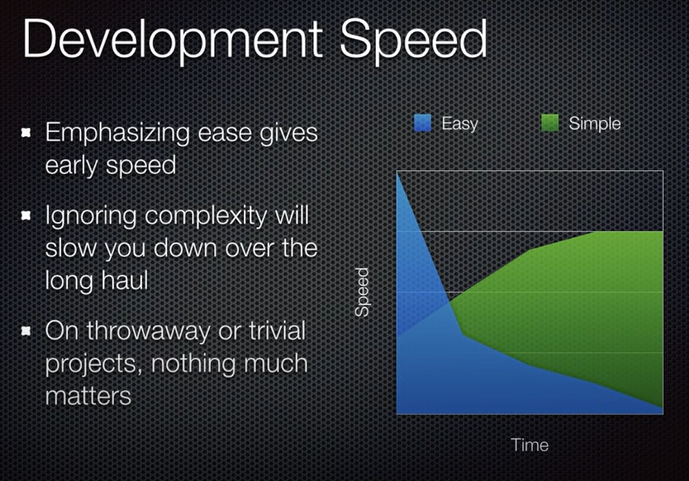 Development Speed
Emphasizing ease gives
early speed
Ignoring complexity will
slow you down over the
long haul
On throwaway or trivial
projects, nothing much
matters
Easy
Simple
Speed
Time